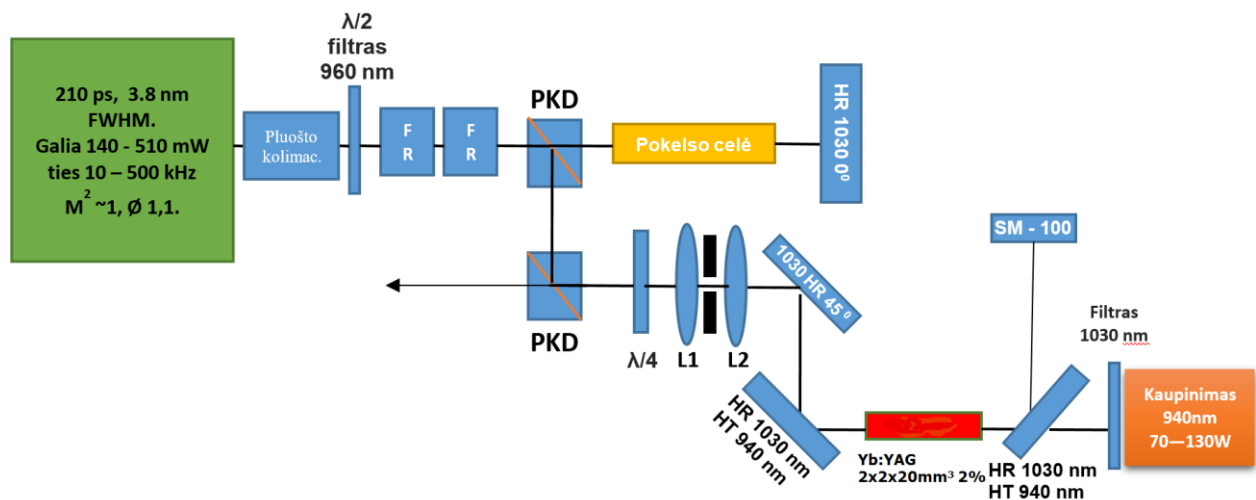 210 ps, 3.8 nm
FWHM.
Galia 140 - 510 mW
ties 10 – 500 kHz
M² ~1, Ø 1,1.
Pluošto
kolimac.
λ/2
filtras
960 nm
F
R
F
R
PKD
Pokelso celė
HR 1030 0⁰
PKD
λ/4
L1
L2
1030 HR 45⁰
HR 1030 nm
HT 940 nm
Yb:YAG
2x2x20mm³ 2%
SM - 100
HR 1030 nm
HT 940 nm
Filtras
1030 nm
Kaupinimas
940nm
70—130W